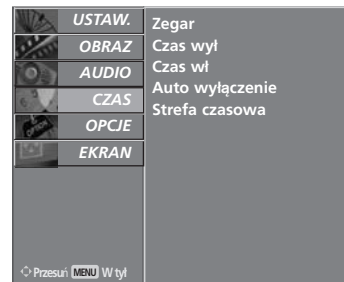 USTAW.
OBRAZ
AUDIO
CZAS
OPCJE
EKRAN
Zegar
Czas wył
Czas wł
Auto wyłączenie
Strefa czasowa
Przesuń MENU W tył